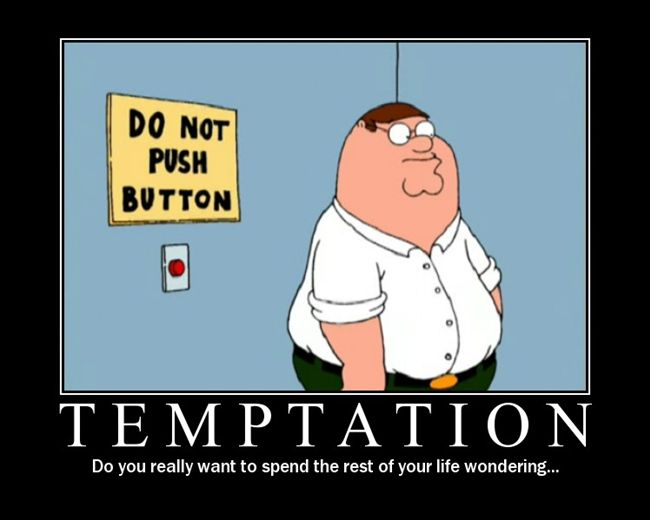 DO NOT
PUSH
BUTTON
TEMPTATION
Do you really want to spend the rest of your life wondering...